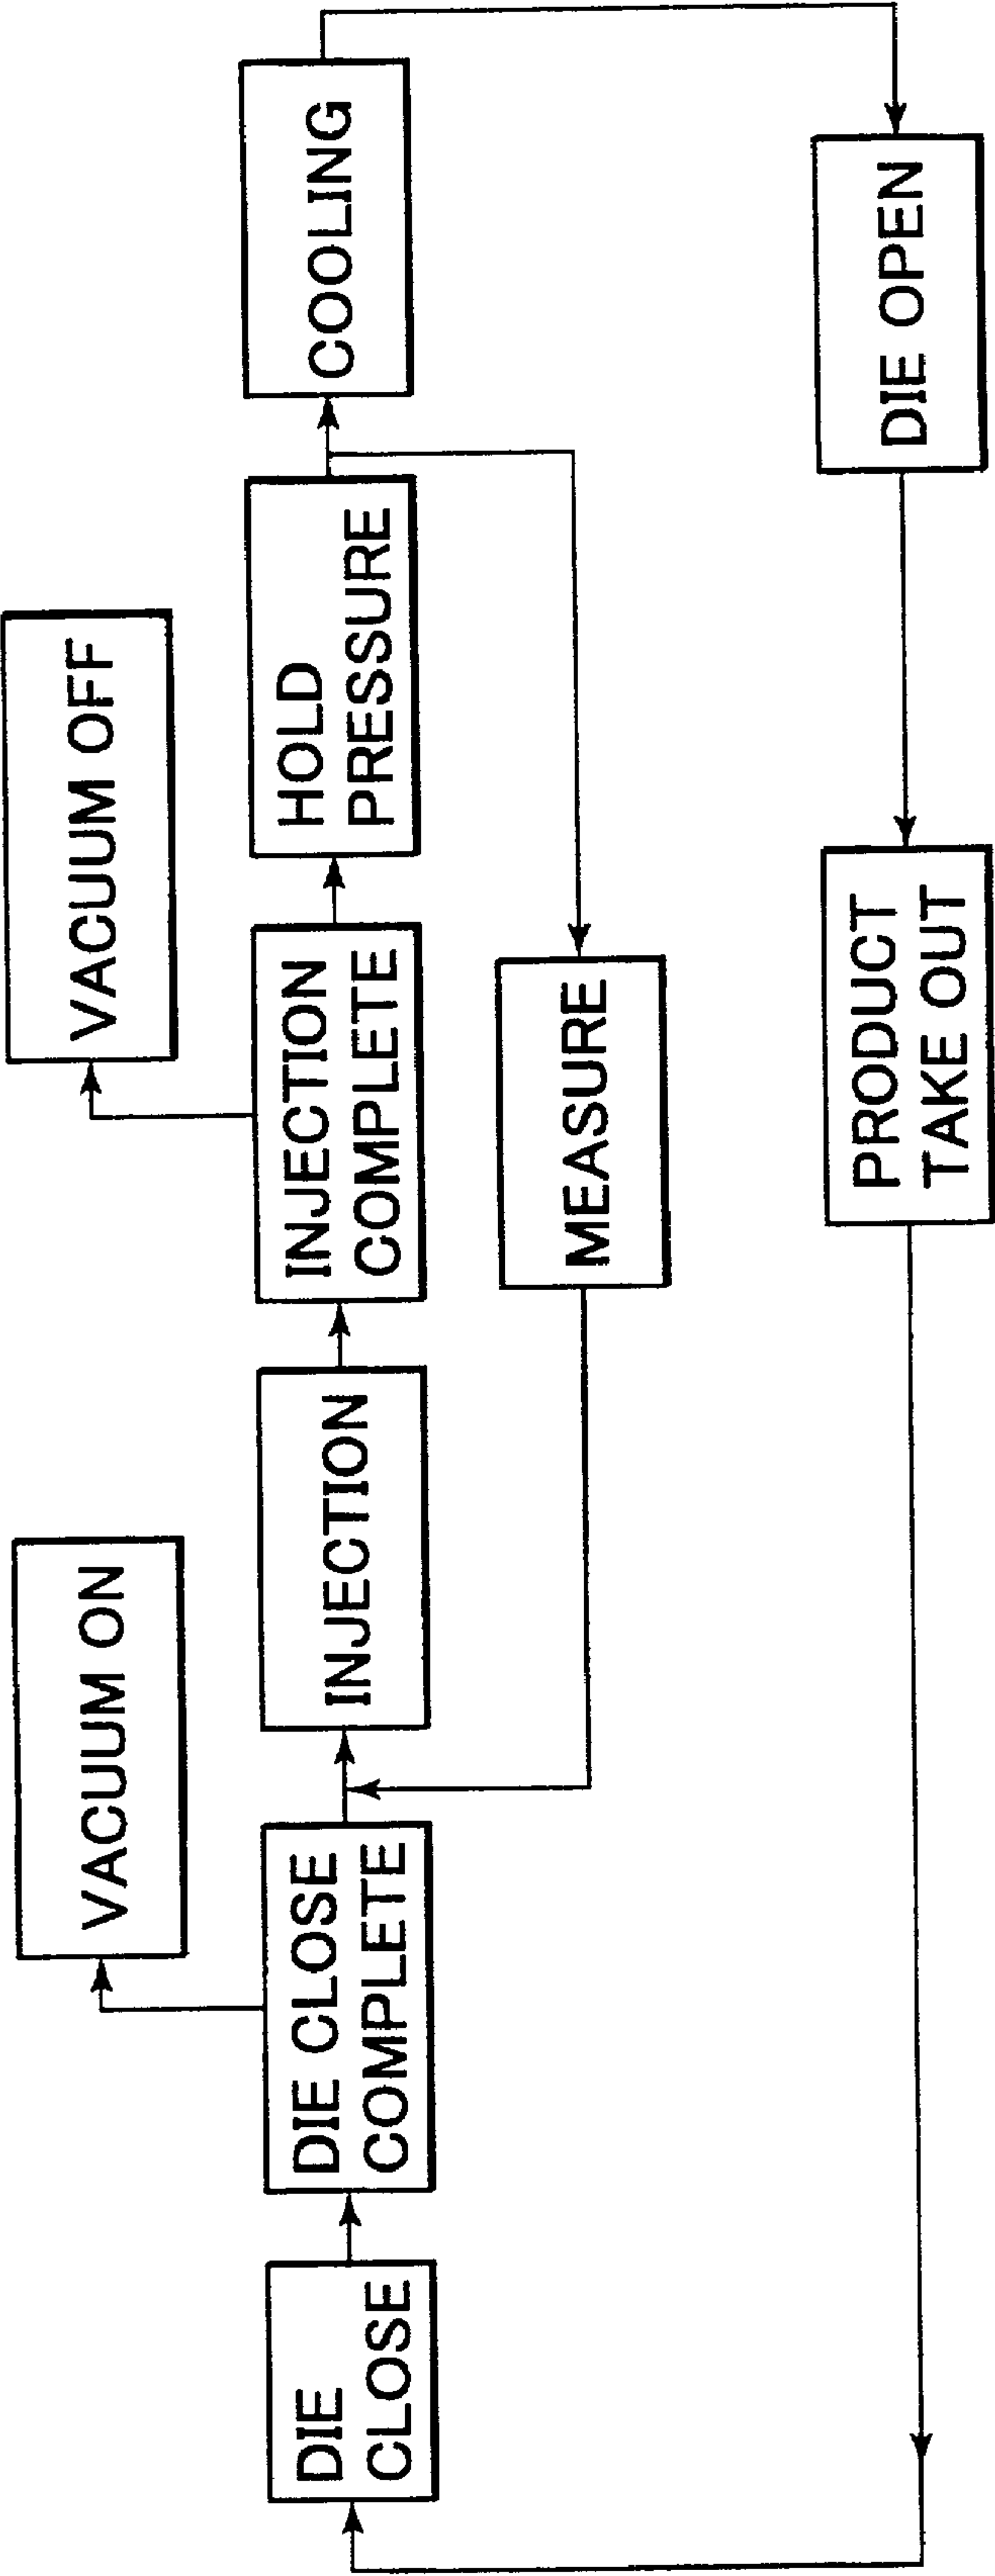 VACUUM ON
VACUUM OFF
DIE
CLOSE
DIE CLOSE
COMPLETE
INJECTION
INJECTION
COMPLETE
HOLD
PRESSURE
COOLING
MEASURE
PRODUCT
TAKE OUT
DIE OPEN